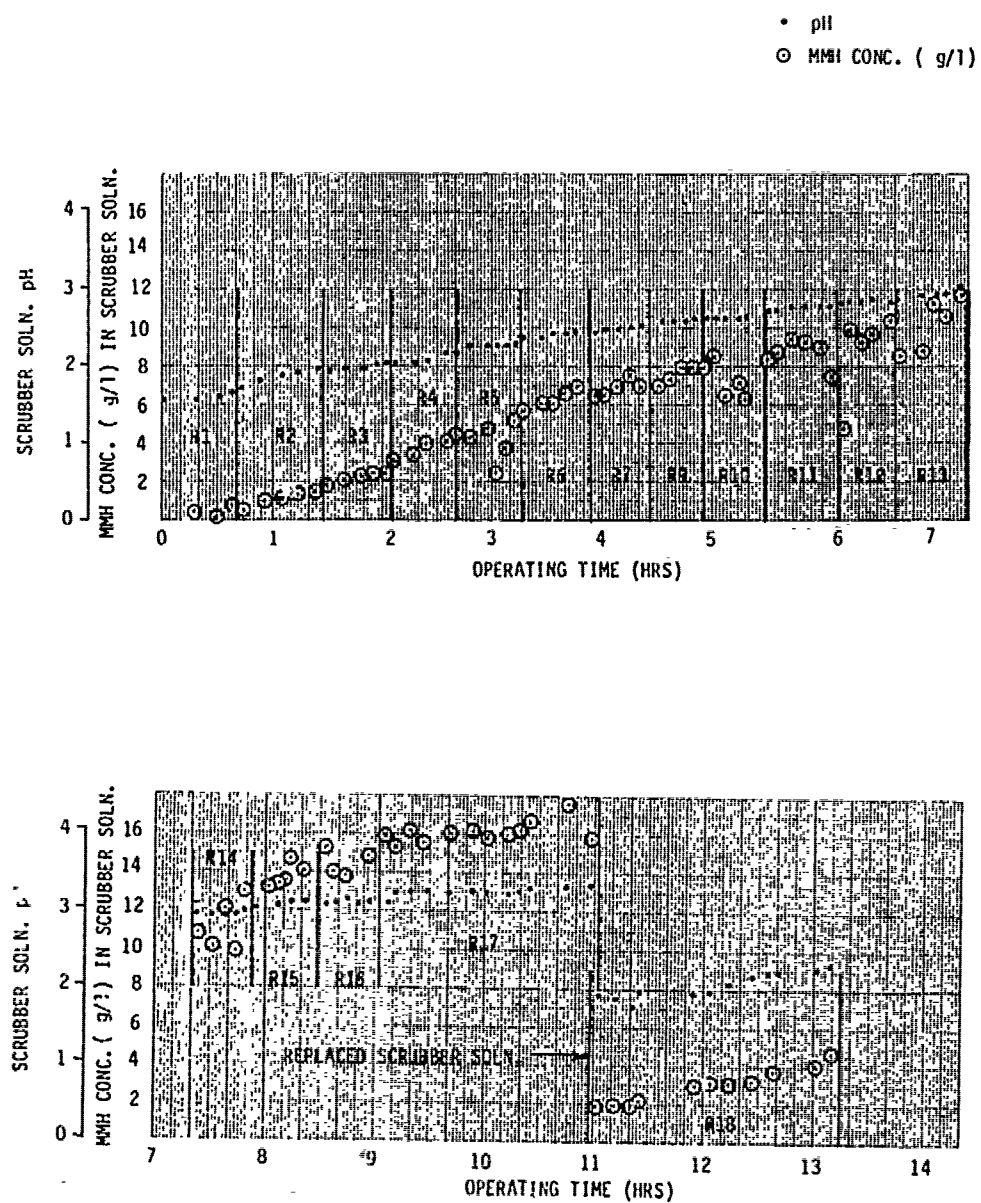 • pH
⊙ MMH CONC. ( g/l)
SCRUBBER SOLN. pH
MMH CONC. ( g/l) IN SCRUBBER SOLN.
4
3
2
1
0
16
14
12
10
8
6
4
2
R1
R2
R3
R4
R5
R6
R7
R9
R10
R11
R12
R13
0 1 2 3 4 5 6 7
OPERATING TIME (HRS)
SCRUBBER SOLN.
MMH CONC. ( g/l) IN SCRUBBER SOLN.
4
3
2
1
0
16
14
12
10
8
6
4
2
R14
R15
R16
R17
REPLACED SCRUBBER SOLN.
R18
7 8 9 10 11 12 13 14
OPERATING TIME (HRS)